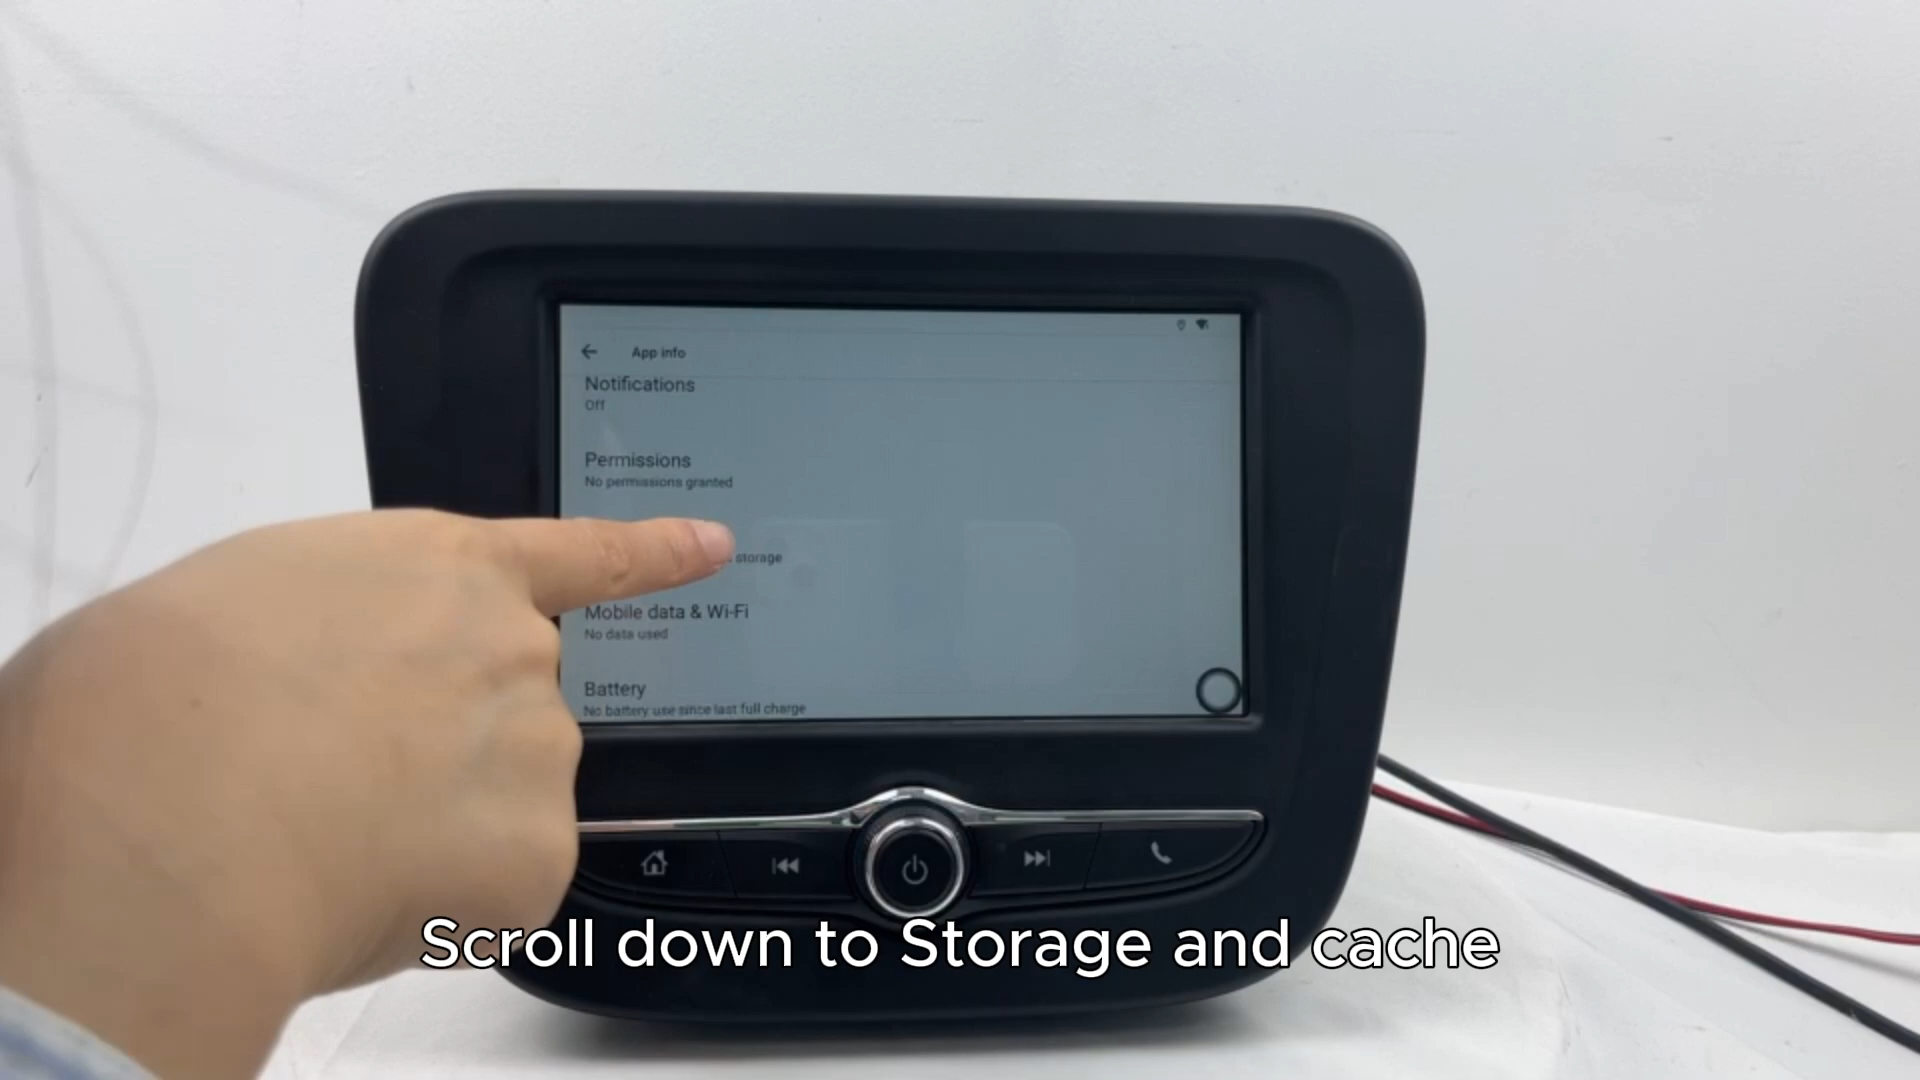 App info
Notifications
Off
Permissions
No permissions granted
storage
Mobile data & Wi-Fi
No data used
Battery
No battery use since last full charge
Scroll down to Storage and cache